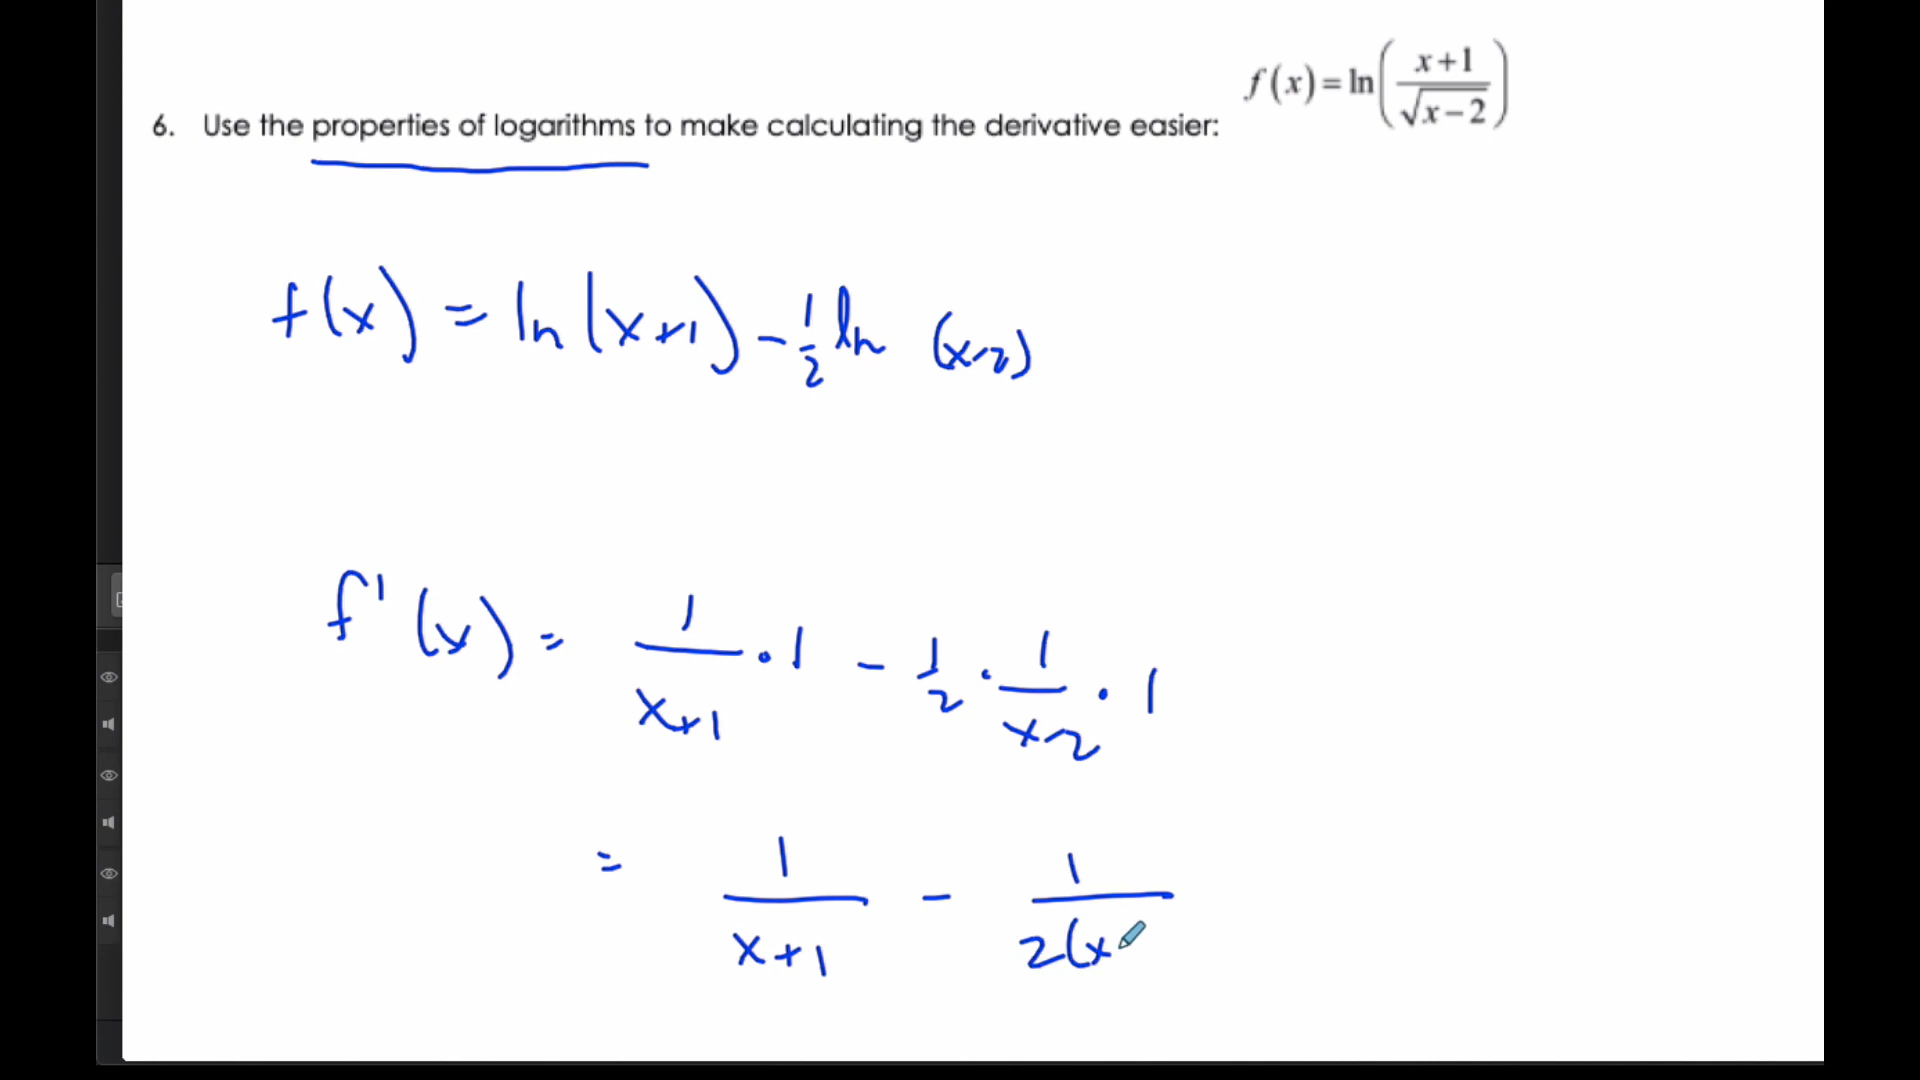 6. Use the properties of logarithms to make calculating the derivative easier: f(x) = ln((x+1)/√(x−2))
f(x) = ln(x+1) - 1/2 ln (x-2)
f'(x) = 1/(x+1) · 1 - 1/2 · 1/(x-2) · 1
= 1/(x+1) - 1/(2(x